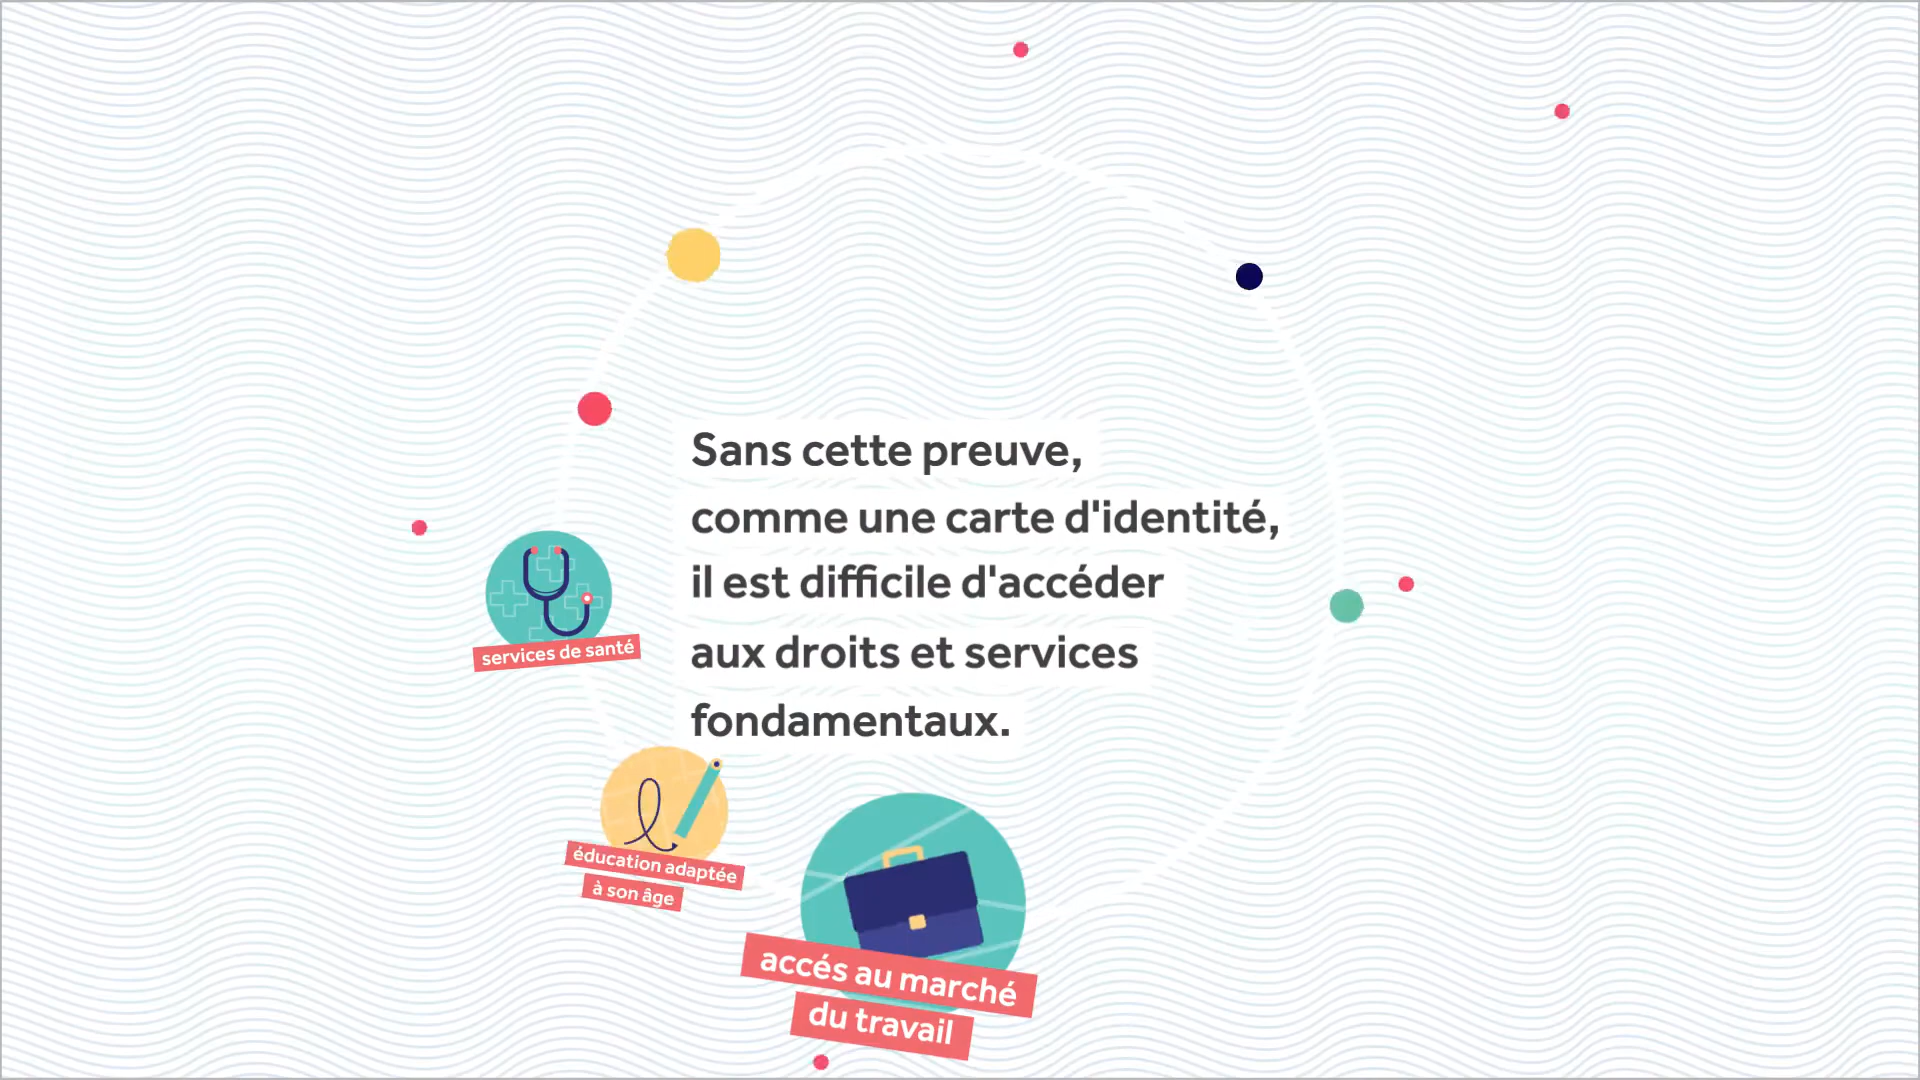 Sans cette preuve,
comme une carte d'identité,
il est difficile d'accéder
aux droits et services
fondamentaux.
services de santé
éducation adaptée
à son âge
accés au marché
du travail